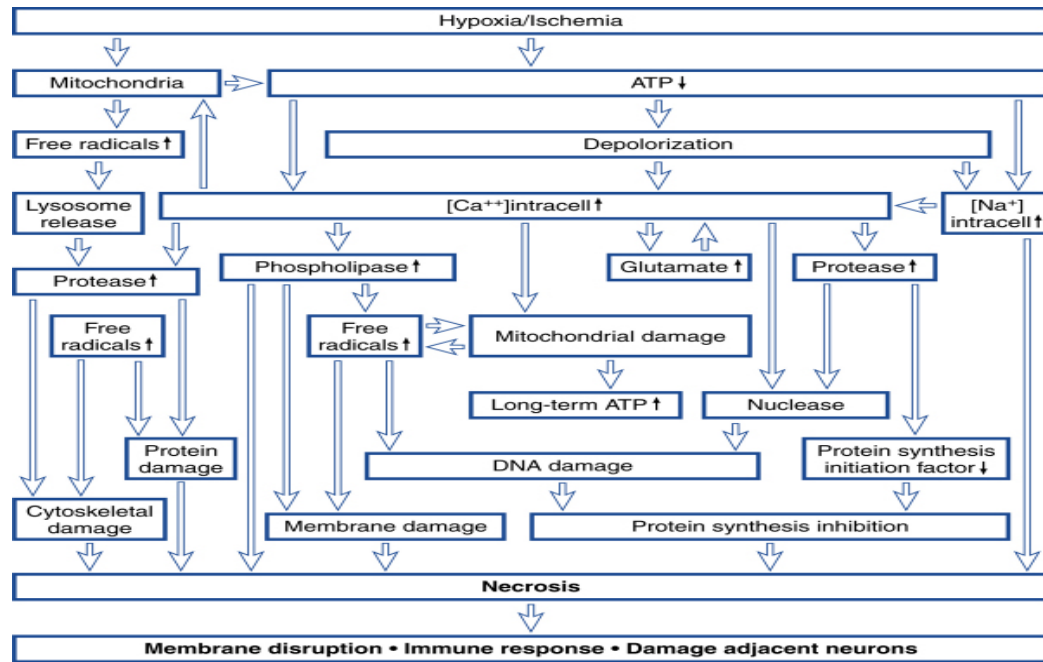 Hypoxia/Ischemia
Mitochondria
ATP↓
Free radicals↑
Depolorization
Lysosome
release
[Ca⁺⁺]intracell↑
[Na⁺]
intracell↑
Protease↑
Phospholipase↑
Glutamate↑
Protease↑
Free
radicals↑
Free
radicals↑
Mitochondrial damage
Long-term ATP↑
Nuclease
Protein
damage
DNA damage
Protein synthesis
initiation factor↓
Cytoskeletal
damage
Membrane damage
Protein synthesis inhibition
Necrosis
Membrane disruption • Immune response • Damage adjacent neurons